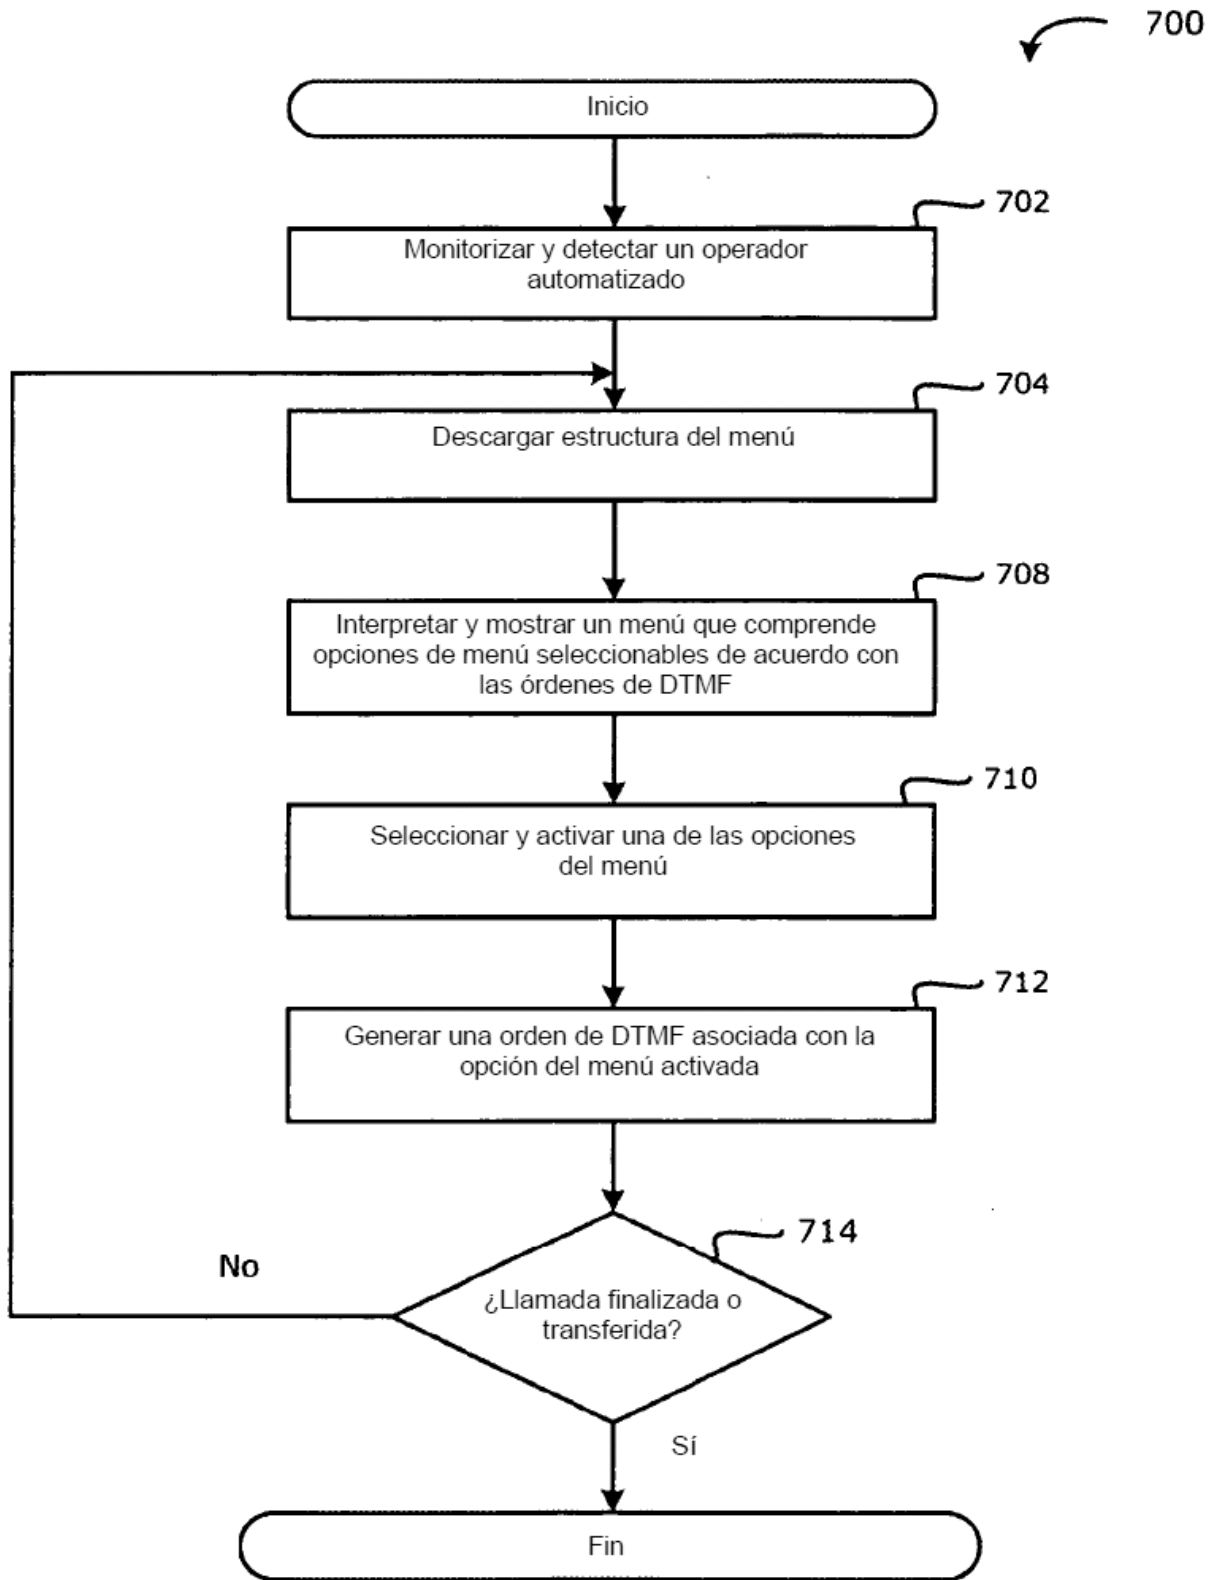 700
Inicio
702
Monitorizar y detectar un operador
automatizado
704
Descargar estructura del menú
708
Interpretar y mostrar un menú que comprende
opciones de menú seleccionables de acuerdo con
las órdenes de DTMF
710
Seleccionar y activar una de las opciones
del menú
712
Generar una orden de DTMF asociada con la
opción del menú activada
714
No
¿Llamada finalizada o
transferida?
Sí
Fin